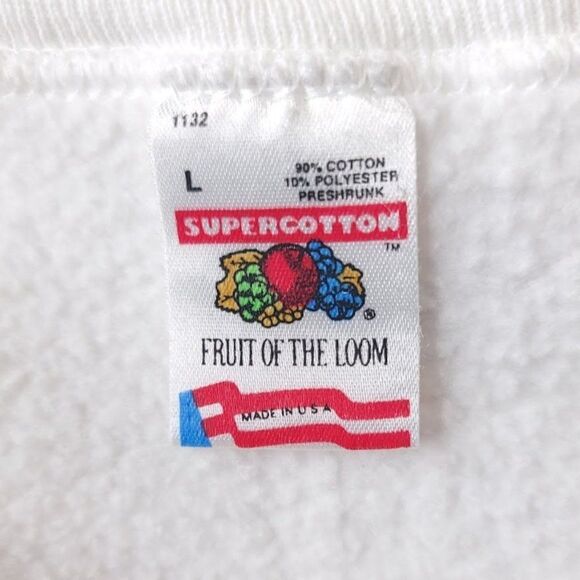 1132
L
90% COTTON
10% POLYESTER
PRESHRUNK
SUPERCOTTON
TM
®
FRUIT OF THE LOOM
MADE IN U S A